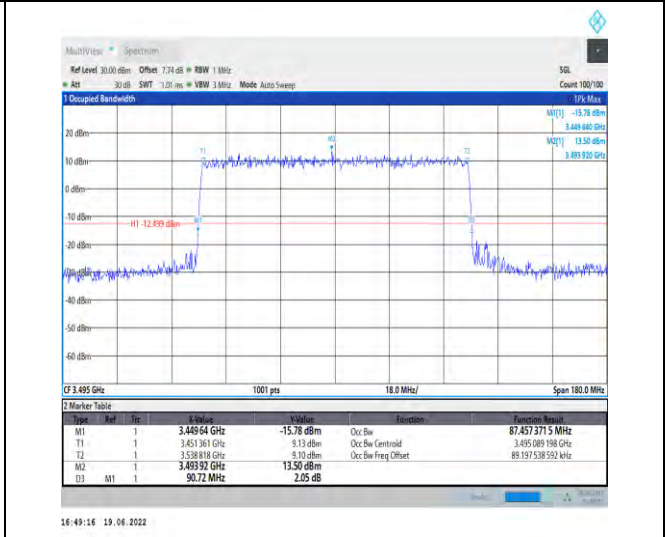 MultiView Spectrum
Ref Level 30.00 dBm Offset 7.74 dB RBW 1 MHz SGL
Att 30 dB SWT 1.01 ms VBW 3 MHz Mode Auto Sweep Count 100/100
1 Occupied Bandwidth 1Pk Max
M1[1] -15.78 dBm
3.449 640 GHz
20 dBm M2 M2[1] 13.50 dBm
3.493 920 GHz
T1 T2
10 dBm
0 dBm
-10 dBm
H1 -12.499 dBm M1 D3
-20 dBm
-30 dBm
-40 dBm
-50 dBm
-60 dBm
CF 3.495 GHz 1001 pts 18.0 MHz/ Span 180.0 MHz
2 Marker Table
Type Ref Trc X-Value Y-Value Function Function Result
M1 1 3.449 64 GHz -15.78 dBm Occ Bw 87.457 371 5 MHz
T1 1 3.451 361 GHz 9.13 dBm Occ Bw Centroid 3.495 089 198 GHz
T2 1 3.538 818 GHz 9.10 dBm Occ Bw Freq Offset 89.197 538 592 kHz
M2 1 3.493 92 GHz 13.50 dBm
D3 M1 1 90.72 MHz 2.05 dB
16:49:16 19.06.2022